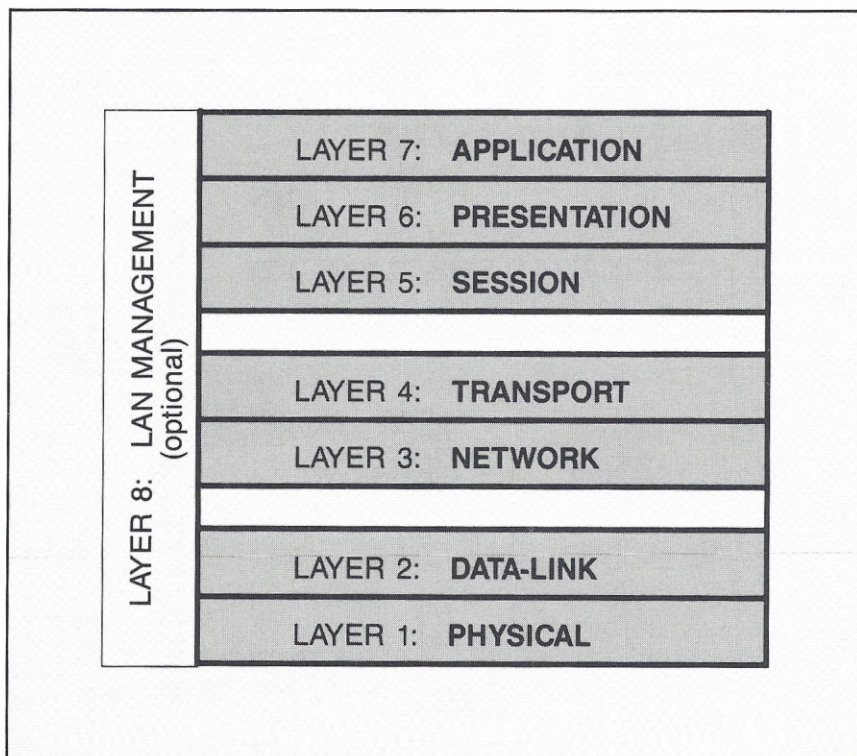 LAYER 8: LAN MANAGEMENT
(optional)
LAYER 7: APPLICATION
LAYER 6: PRESENTATION
LAYER 5: SESSION
LAYER 4: TRANSPORT
LAYER 3: NETWORK
LAYER 2: DATA-LINK
LAYER 1: PHYSICAL